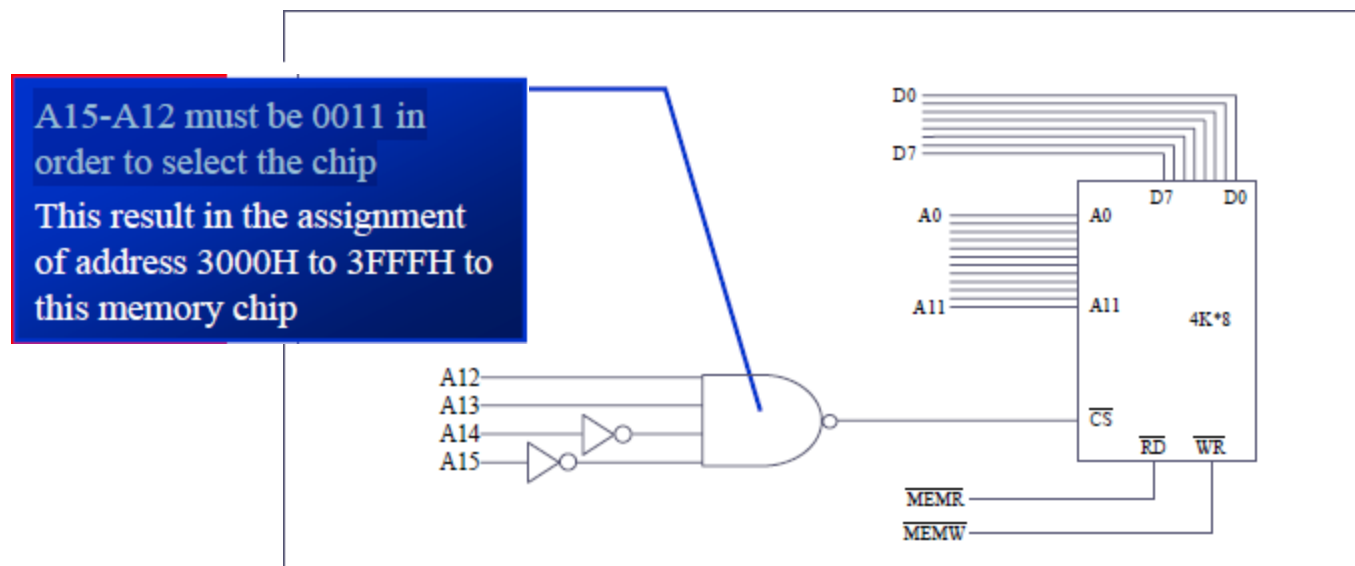 A15-A12 must be 0011 in
order to select the chip
This result in the assignment
of address 3000H to 3FFFH to
this memory chip
D0
D7
D7 D0
A0 A0
A11 A11
4K*8
A12
A13
A14
A15
CS
RD WR
MEMR
MEMW